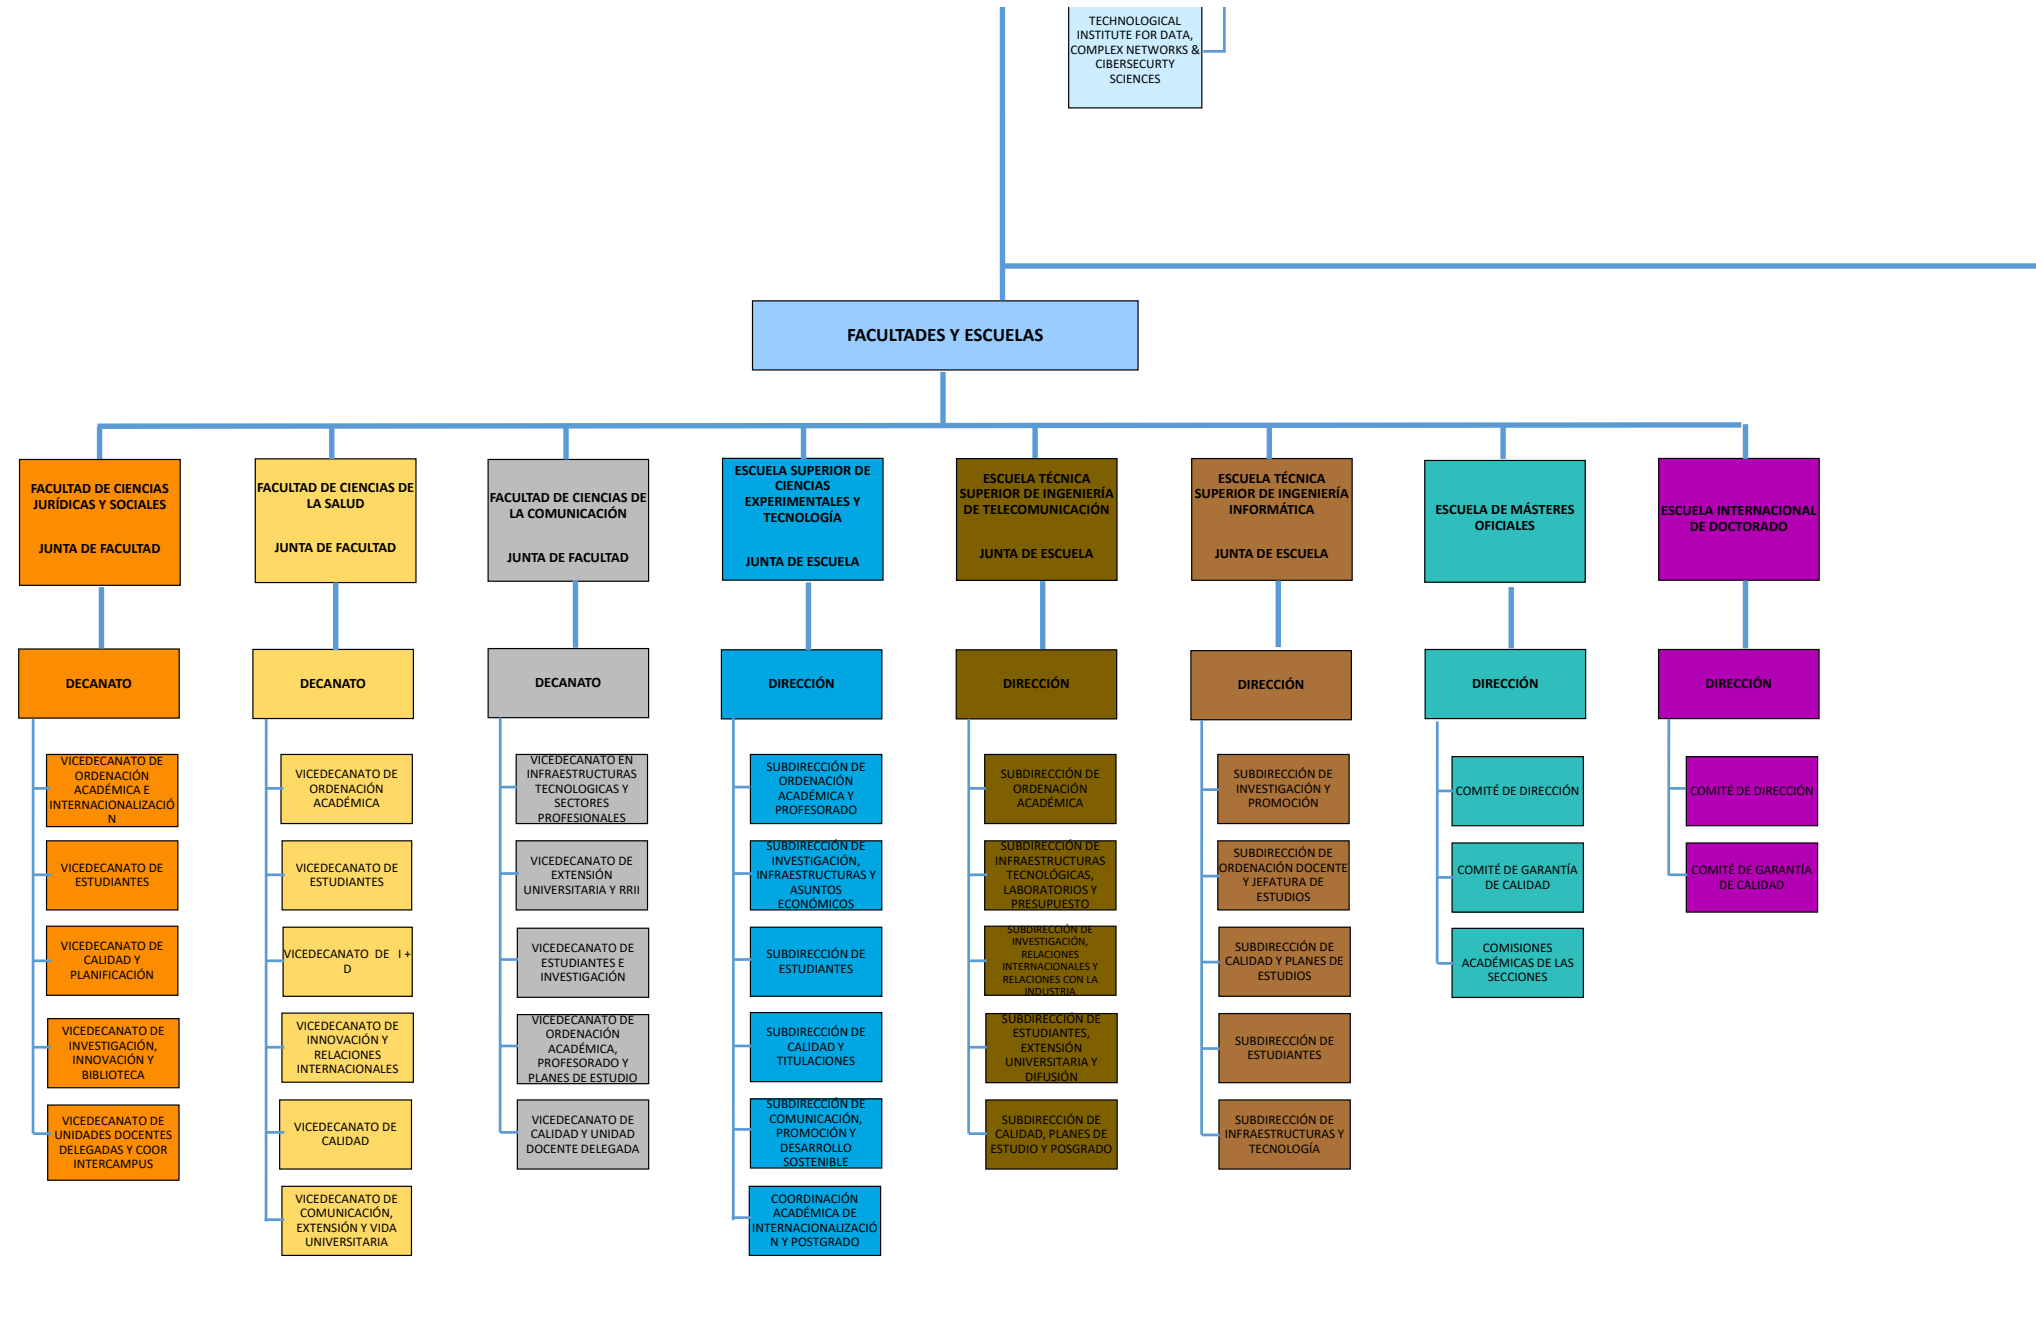 TECHNOLOGICAL
INSTITUTE FOR DATA,
COMPLEX NETWORKS &
CIBERSECURTY
SCIENCES
FACULTADES Y ESCUELAS
FACULTAD DE CIENCIAS
JURÍDICAS Y SOCIALES
JUNTA DE FACULTAD
FACULTAD DE CIENCIAS DE
LA SALUD
JUNTA DE FACULTAD
FACULTAD DE CIENCIAS DE
LA COMUNICACIÓN
JUNTA DE FACULTAD
ESCUELA SUPERIOR DE
CIENCIAS
EXPERIMENTALES Y
TECNOLOGÍA
JUNTA DE ESCUELA
ESCUELA TÉCNICA
SUPERIOR DE INGENIERÍA
DE TELECOMUNICACIÓN
JUNTA DE ESCUELA
ESCUELA TÉCNICA
SUPERIOR DE INGENIERÍA
INFORMÁTICA
JUNTA DE ESCUELA
ESCUELA DE MÁSTERES
OFICIALES
ESCUELA INTERNACIONAL
DE DOCTORADO
DECANATO
DECANATO
DECANATO
DIRECCIÓN
DIRECCIÓN
DIRECCIÓN
DIRECCIÓN
DIRECCIÓN
VICEDECANATO DE
ORDENACIÓN
ACADÉMICA E
INTERNACIONALIZACIÓ
N
VICEDECANATO DE
ESTUDIANTES
VICEDECANATO DE
CALIDAD Y
PLANIFICACIÓN
VICEDECANATO DE
INVESTIGACIÓN,
INNOVACIÓN Y
BIBLIOTECA
VICEDECANATO DE
UNIDADES DOCENTES
DELEGADAS Y COOR
INTERCAMPUS
VICEDECANATO DE
ORDENACIÓN
ACADÉMICA
VICEDECANATO DE
ESTUDIANTES
VICEDECANATO DE I +
D
VICEDECANATO DE
INNOVACIÓN Y
RELACIONES
INTERNACIONALES
VICEDECANATO DE
CALIDAD
VICEDECANATO DE
COMUNICACIÓN,
EXTENSIÓN Y VIDA
UNIVERSITARIA
VICEDECANATO EN
INFRAESTRUCTURAS
TECNOLOGICAS Y
SECTORES
PROFESIONALES
VICEDECANATO DE
EXTENSIÓN
UNIVERSITARIA Y RRII
VICEDECANATO DE
ESTUDIANTES E
INVESTIGACIÓN
VICEDECANATO DE
ORDENACIÓN
ACADÉMICA,
PROFESORADO Y
PLANES DE ESTUDIO
VICEDECANATO DE
CALIDAD Y UNIDAD
DOCENTE DELEGADA
SUBDIRECCIÓN DE
ORDENACIÓN
ACADÉMICA Y
PROFESORADO
SUBDIRECCIÓN DE
INVESTIGACIÓN,
INFRAESTRUCTURAS Y
ASUNTOS
ECONÓMICOS
SUBDIRECCIÓN DE
ESTUDIANTES
SUBDIRECCIÓN DE
CALIDAD Y
TITULACIONES
SUBDIRECCIÓN DE
COMUNICACIÓN,
PROMOCIÓN Y
DESARROLLO
SOSTENIBLE
COORDINACIÓN
ACADÉMICA DE
INTERNACIONALIZACIÓ
N Y POSTGRADO
SUBDIRECCIÓN DE
ORDENACIÓN
ACADÉMICA
SUBDIRECCIÓN DE
INFRAESTRUCTURAS
TECNOLÓGICAS,
LABORATORIOS Y
PRESUPUESTO
SUBDIRECCIÓN DE
INVESTIGACIÓN,
RELACIONES
INTERNACIONALES Y
RELACIONES CON LA
INDUSTRIA
SUBDIRECCIÓN DE
ESTUDIANTES,
EXTENSIÓN
UNIVERSITARIA Y
DIFUSIÓN
SUBDIRECCIÓN DE
CALIDAD, PLANES DE
ESTUDIO Y POSGRADO
SUBDIRECCIÓN DE
INVESTIGACIÓN Y
PROMOCIÓN
SUBDIRECCIÓN DE
ORDENACIÓN DOCENTE
Y JEFATURA DE
ESTUDIOS
SUBDIRECCIÓN DE
CALIDAD Y PLANES DE
ESTUDIOS
SUBDIRECCIÓN DE
ESTUDIANTES
SUBDIRECCIÓN DE
INFRAESTRUCTURAS Y
TECNOLOGÍA
COMITÉ DE DIRECCIÓN
COMITÉ DE GARANTÍA
DE CALIDAD
COMISIONES
ACADÉMICAS DE LAS
SECCIONES
COMITÉ DE DIRECCIÓN
COMITÉ DE GARANTÍA
DE CALIDAD